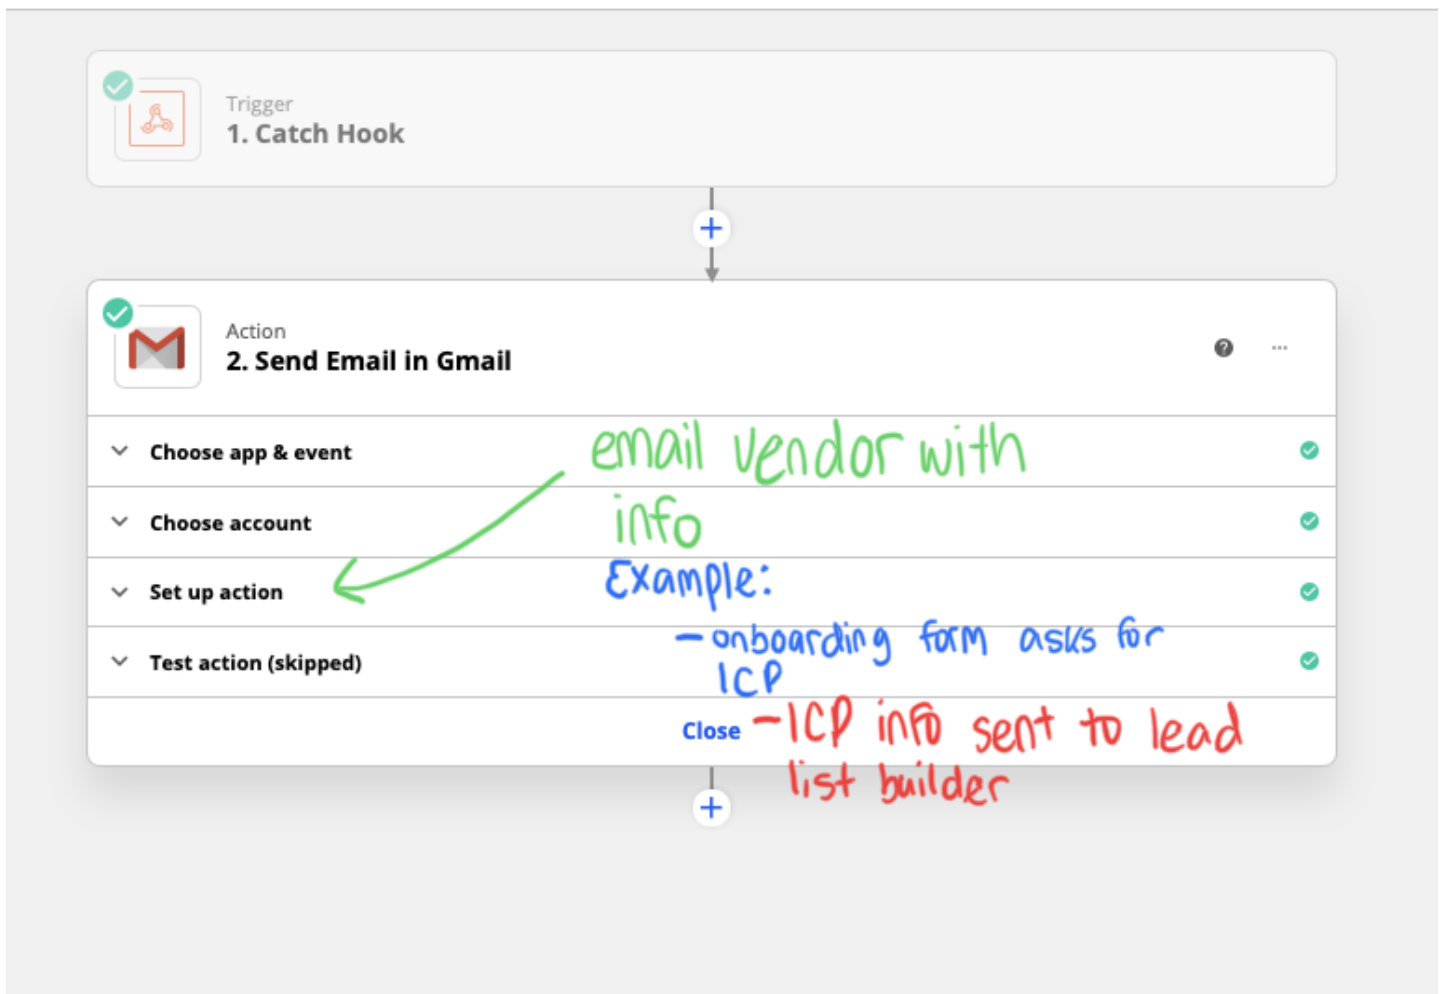 Trigger
1. Catch Hook
Action
2. Send Email in Gmail
Choose app & event
email vendor with
info
Choose account
Set up action
Example:
- onboarding form asks for
ICP
Test action (skipped)
Close
- ICP info sent to lead
list builder